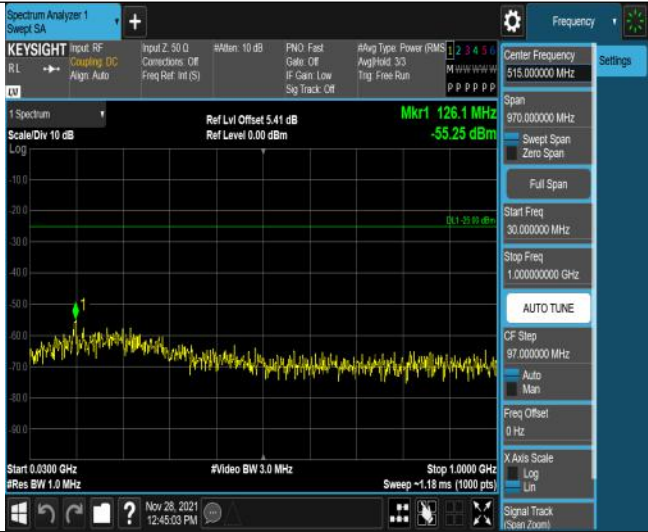 Spectrum Analyzer 1
Swept SA
Frequency
KEYSIGHT
RL
Input: RF
Coupling: DC
Align: Auto
Input Z: 50 Ω
Corrections: Off
Freq Ref: Int (S)
#Atten: 10 dB
PNO: Fast
Gate: Off
IF Gain: Low
Sig Track: Off
#Avg Type: Power (RMS
Avg|Hold: 3/3
Trig: Free Run
1 2 3 4 5 6
M W W W W W
P P P P P P
Center Frequency
515.000000 MHz
Settings
1 Spectrum
Scale/Div 10 dB
Log
Ref Lvl Offset 5.41 dB
Ref Level 0.00 dBm
Mkr1 126.1 MHz
-55.25 dBm
Span
970.000000 MHz
Swept Span
Zero Span
Full Span
-10.0
-20.0
-30.0
-40.0
-50.0
-60.0
-70.0
-80.0
-90.0
DL1 -25.00 dBm
1
Start Freq
30.000000 MHz
Stop Freq
1.000000000 GHz
AUTO TUNE
CF Step
97.000000 MHz
Auto
Man
Freq Offset
0 Hz
X Axis Scale
Log
Lin
Signal Track
(Span Zoom)
Start 0.0300 GHz
#Res BW 1.0 MHz
#Video BW 3.0 MHz
Stop 1.0000 GHz
Sweep ~1.18 ms (1000 pts)
?
Nov 28, 2021
12:45:03 PM